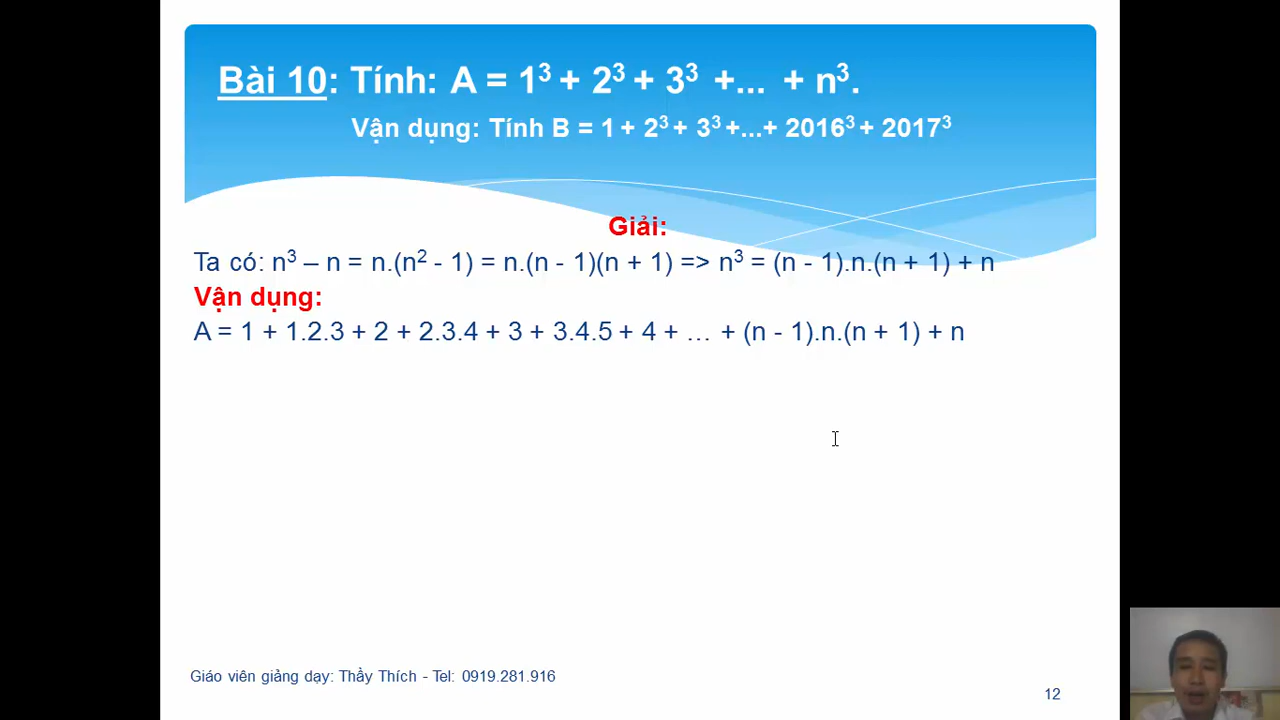 Bài 10: Tính: A = 1³ + 2³ + 3³ +... + n³.
Vận dụng: Tính B = 1 + 2³ + 3³ +...+ 2016³ + 2017³
Giải:
Ta có: n³ – n = n.(n² - 1) = n.(n - 1)(n + 1) => n³ = (n - 1).n.(n + 1) + n
Vận dụng:
A = 1 + 1.2.3 + 2 + 2.3.4 + 3 + 3.4.5 + 4 + … + (n - 1).n.(n + 1) + n
Giáo viên giảng dạy: Thầy Thích - Tel: 0919.281.916
12